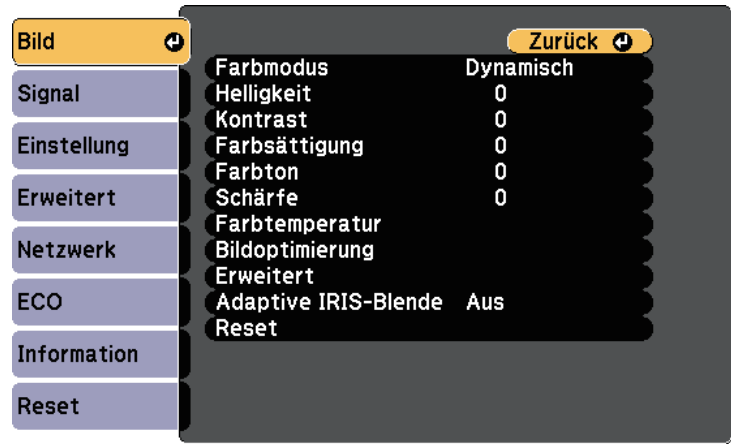 Bild
Signal
Einstellung
Erweitert
Netzwerk
ECO
Information
Reset
Zurück
Farbmodus Dynamisch
Helligkeit 0
Kontrast 0
Farbsättigung 0
Farbton 0
Schärfe 0
Farbtemperatur
Bildoptimierung
Erweitert
Adaptive IRIS-Blende Aus
Reset